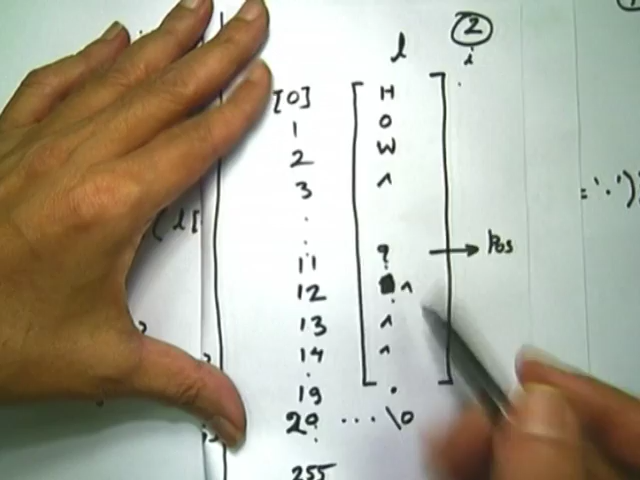 l 2
i
[0] H
1 O
2 W
3 ^
.
.
11 ? → Pos
12 ^
13 ^
14 ^
.
19 .
20 ... \0
255
( l [
= '.')